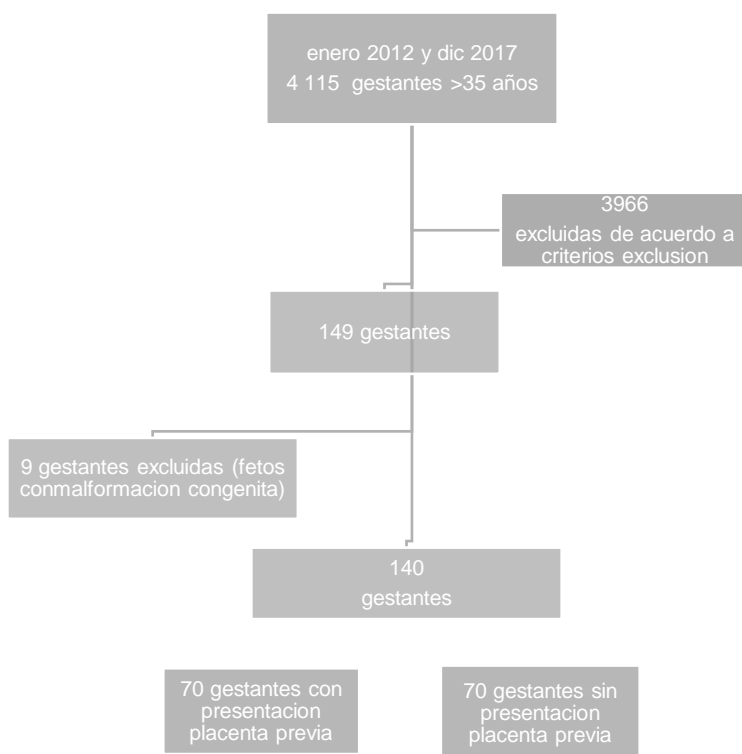 enero 2012 y dic 2017
4 115 gestantes >35 años
3966
excluidas de acuerdo a
criterios exclusion
149 gestantes
9 gestantes excluidas (fetos
conmalformacion congenita)
140
gestantes
70 gestantes con
presentacion
placenta previa
70 gestantes sin
presentacion
placenta previa